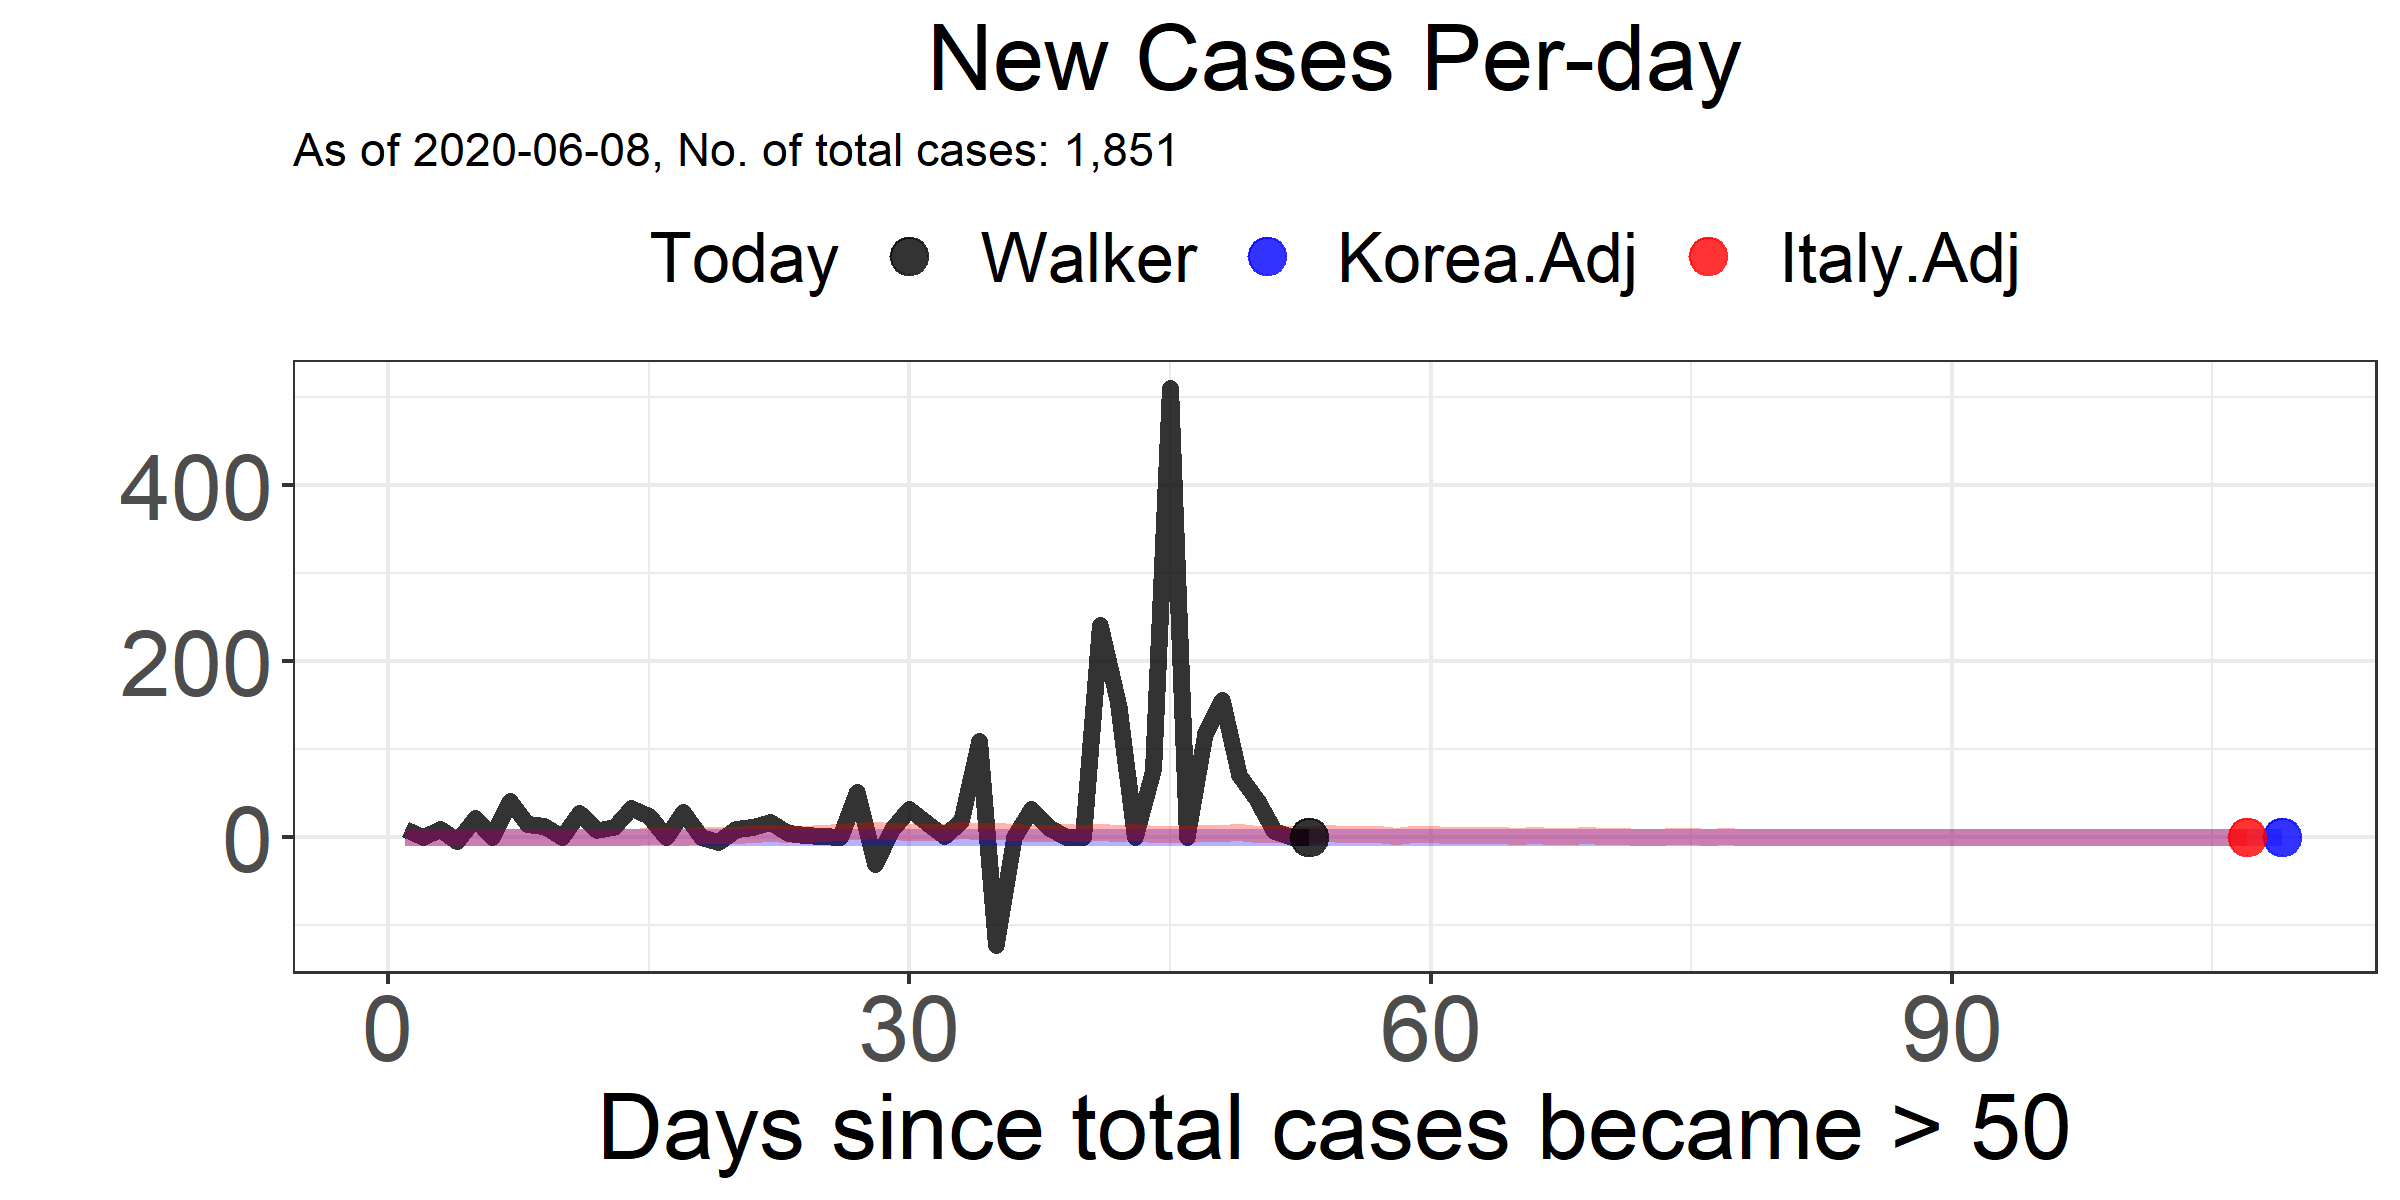 New Cases Per-day
As of 2020-06-08, No. of total cases: 1,851
Today Walker Korea.Adj Italy.Adj
400
200
0
0 30 60 90
Days since total cases became > 50